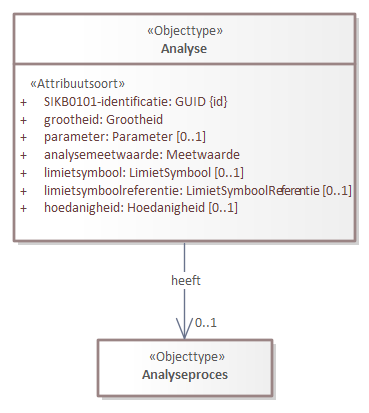 «Objecttype»
Analyse
«Attribuutsoort»
+ SIKB0101-identificatie: GUID {id}
+ grootheid: Grootheid
+ parameter: Parameter [0..1]
+ analysemeetwaarde: Meetwaarde
+ limietsymbool: LimietSymbool [0..1]
+ limietsymboolreferentie: LimietSymboolReferentie [0..1]
+ hoedanigheid: Hoedanigheid [0..1]
heeft
0..1
«Objecttype»
Analyseproces